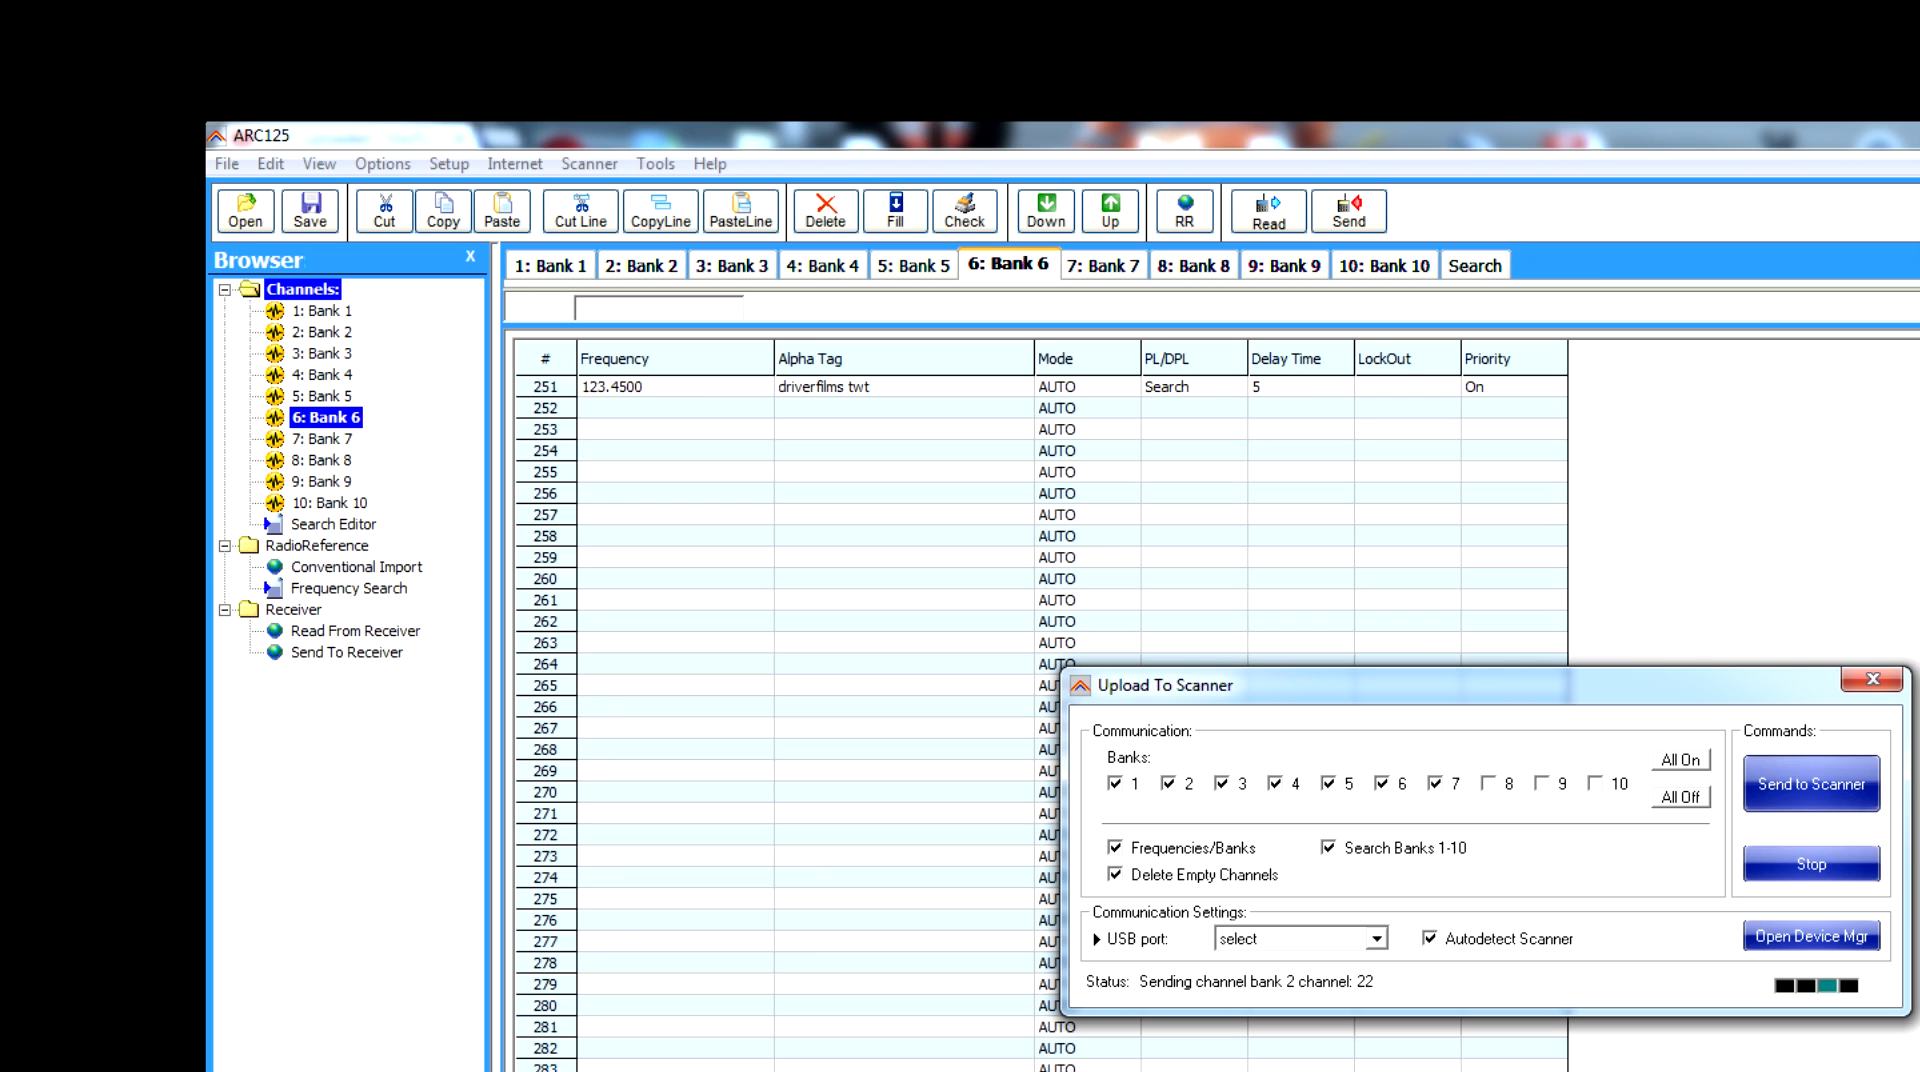 ARC125
File Edit View Options Setup Internet Scanner Tools Help
Open Save Cut Copy Paste Cut Line CopyLine PasteLine Delete Fill Check Down Up RR Read Send
Browser X
1: Bank 1 2: Bank 2 3: Bank 3 4: Bank 4 5: Bank 5 6: Bank 6 7: Bank 7 8: Bank 8 9: Bank 9 10: Bank 10 Search
Channels:
1: Bank 1
2: Bank 2
3: Bank 3
4: Bank 4
5: Bank 5
6: Bank 6
7: Bank 7
8: Bank 8
9: Bank 9
10: Bank 10
Search Editor
RadioReference
Conventional Import
Frequency Search
Receiver
Read From Receiver
Send To Receiver
# Frequency Alpha Tag Mode PL/DPL Delay Time LockOut Priority
251 123.4500 driverfilms twt AUTO Search 5 On
252 AUTO
253 AUTO
254 AUTO
255 AUTO
256 AUTO
257 AUTO
258 AUTO
259 AUTO
260 AUTO
261 AUTO
262 AUTO
263 AUTO
264 AUTO
265 AU
266 AU
267 AU
268 AU
269 AU
270 AU
271 AU
272 AU
273 AU
274 AU
275 AU
276 AU
277 AU
278 AU
279 AU
280 AU
281 AUTO
282 AUTO
283
Upload To Scanner X
Communication:
Banks:
1 2 3 4 5 6 7 8 9 10
All On
All Off
Frequencies/Banks Search Banks 1-10
Delete Empty Channels
Commands:
Send to Scanner
Stop
Communication Settings:
USB port: select Autodetect Scanner
Open Device Mgr
Status: Sending channel bank 2 channel: 22